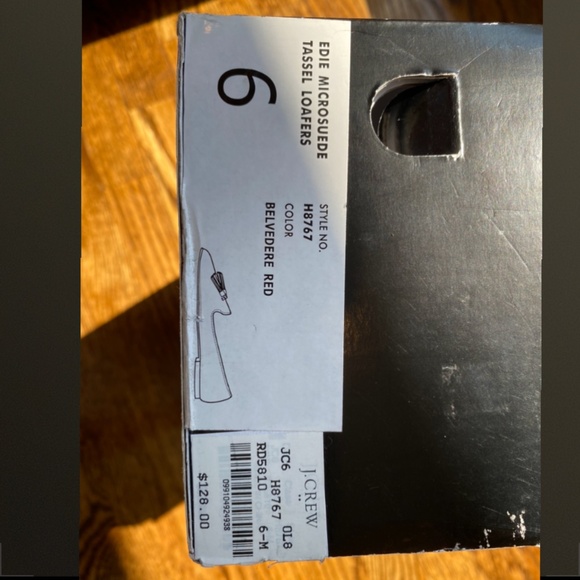 EDIE MICROSUEDE
TASSEL LOAFERS
6
STYLE NO.
H8767
COLOR
BELVEDERE RED
J.CREW
JC6 H8767 OL8
RD5810 6-M
099104924938
$128.00